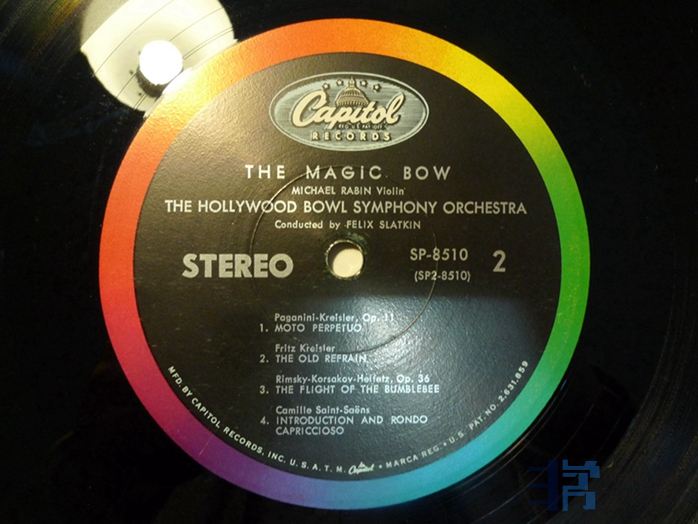 Capitol
RECORDS
THE MAGIC BOW
MICHAEL RABIN Violin
THE HOLLYWOOD BOWL SYMPHONY ORCHESTRA
Conducted by FELIX SLATKIN
STEREO
SP-8510
(SP2-8510)
2
Paganini-Kreisler, Op. 11
1. MOTO PERPETUO
Fritz Kreisler
2. THE OLD REFRAIN
Rimsky-Korsakov-Heifetz, Op. 36
3. THE FLIGHT OF THE BUMBLEBEE
Camille Saint-Saëns
4. INTRODUCTION AND RONDO
CAPRICCIOSO
MFD. BY CAPITOL RECORDS, INC. U. S. A. T. M. Capitol • MARCA REG. • U. S. PAT. NO. 2,631,859